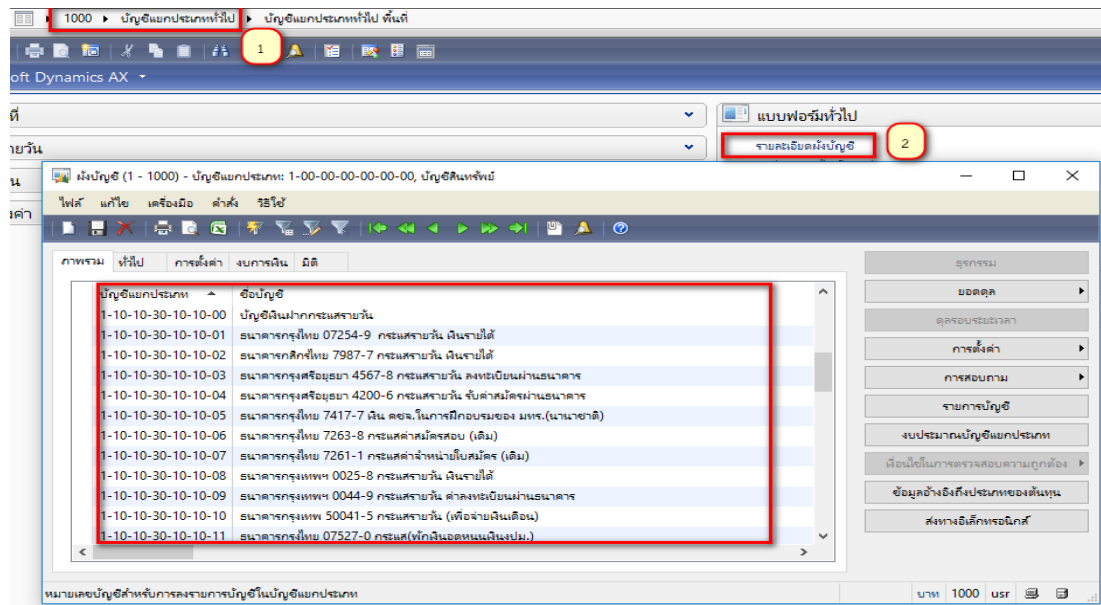 1000 ▸ บัญชีแยกประเภททั่วไป ▸ บัญชีแยกประเภททั่วไป พื้นที่
1
oft Dynamics AX
ที่
แบบฟอร์มทั่วไป
ายวัน
รายละเอียดผังบัญชี
2
น
ผังบัญชี (1 - 1000) - บัญชีแยกประเภท: 1-00-00-00-00-00-00, บัญชีสินทรัพย์
งค่า
ไฟล์ แก้ไข เครื่องมือ คำสั่ง วิธีใช้
ภาพรวม ทั่วไป การตั้งค่า งบการเงิน มิติ
ธุรกรรม
บัญชีแยกประเภท ชื่อบัญชี
ยอดดุล
1-10-10-30-10-10-00 บัญชีเงินฝากกระแสรายวัน
ดุลรอบระยะเวลา
1-10-10-30-10-10-01 ธนาคารกรุงไทย 07254-9 กระแสรายวัน เงินรายได้
การตั้งค่า
1-10-10-30-10-10-02 ธนาคารกสิกรไทย 7987-7 กระแสรายวัน เงินรายได้
1-10-10-30-10-10-03 ธนาคารกรุงศรีอยุธยา 4567-8 กระแสรายวัน ลงทะเบียนผ่านธนาคาร
การสอบถาม
1-10-10-30-10-10-04 ธนาคารกรุงศรีอยุธยา 4200-6 กระแสรายวัน รับค่าสมัครผ่านธนาคาร
รายการบัญชี
1-10-10-30-10-10-05 ธนาคารกรุงไทย 7417-7 เงิน คชจ.ในการฝึกอบรมของ มทร.(นานาชาติ)
1-10-10-30-10-10-06 ธนาคารกรุงไทย 7263-8 กระแสค่าสมัครสอบ (เดิม)
งบประมาณบัญชีแยกประเภท
1-10-10-30-10-10-07 ธนาคารกรุงไทย 7261-1 กระแสค่าจำหน่ายใบสมัคร (เดิม)
เงื่อนไขในการตรวจสอบความถูกต้อง
1-10-10-30-10-10-08 ธนาคารกรุงเทพฯ 0025-8 กระแสรายวัน เงินรายได้
1-10-10-30-10-10-09 ธนาคารกรุงเทพฯ 0044-9 กระแสรายวัน ค่าลงทะเบียนผ่านธนาคาร
ข้อมูลอ้างอิงถึงประเภทของต้นทุน
1-10-10-30-10-10-10 ธนาคารกรุงเทพ 50041-5 กระแสรายวัน (เพื่อจ่ายเงินเดือน)
ส่งทางอิเล็กทรอนิกส์
1-10-10-30-10-10-11 ธนาคารกรุงไทย 07527-0 กระแส(พักเงินอุดหนุนเงินงปม.)
หมายเลขบัญชีสำหรับการลงรายการบัญชีในบัญชีแยกประเภท
บาท 1000 usr